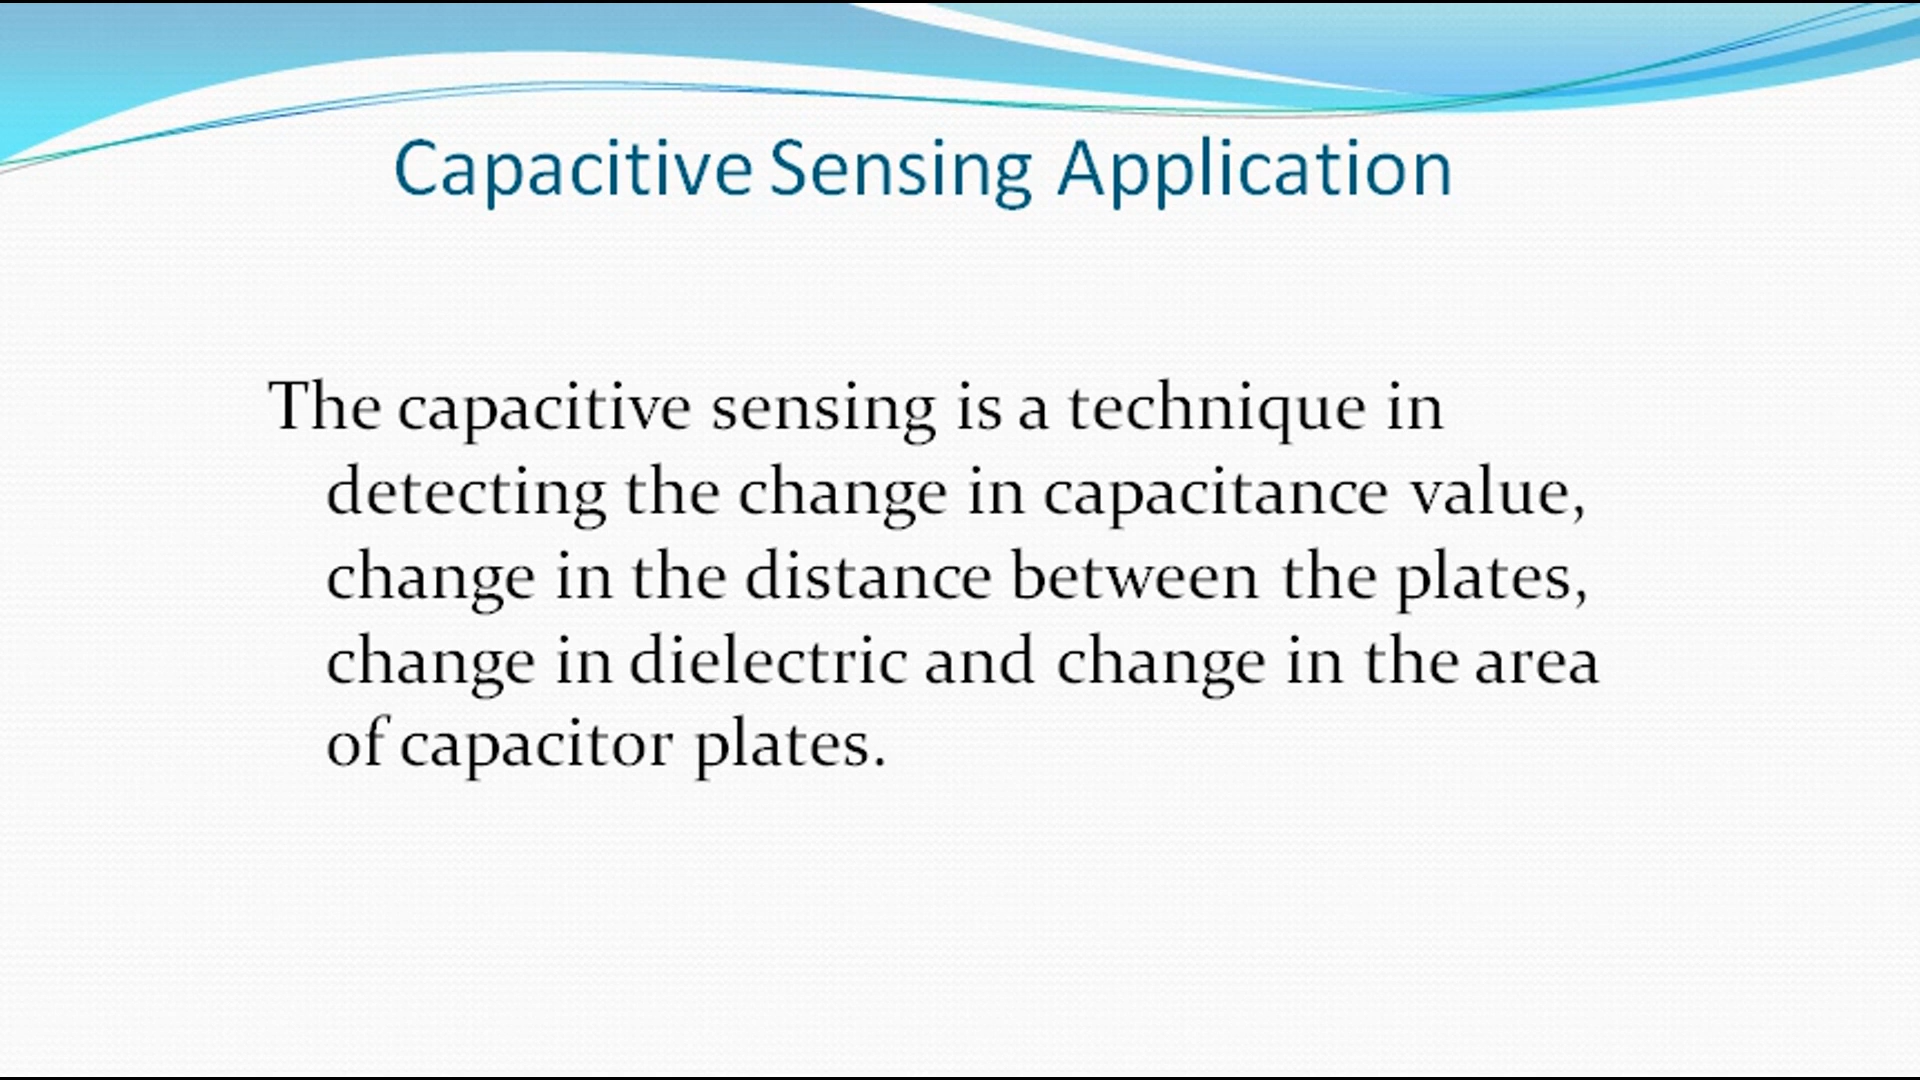 Capacitive Sensing Application
The capacitive sensing is a technique in
detecting the change in capacitance value,
change in the distance between the plates,
change in dielectric and change in the area
of capacitor plates.